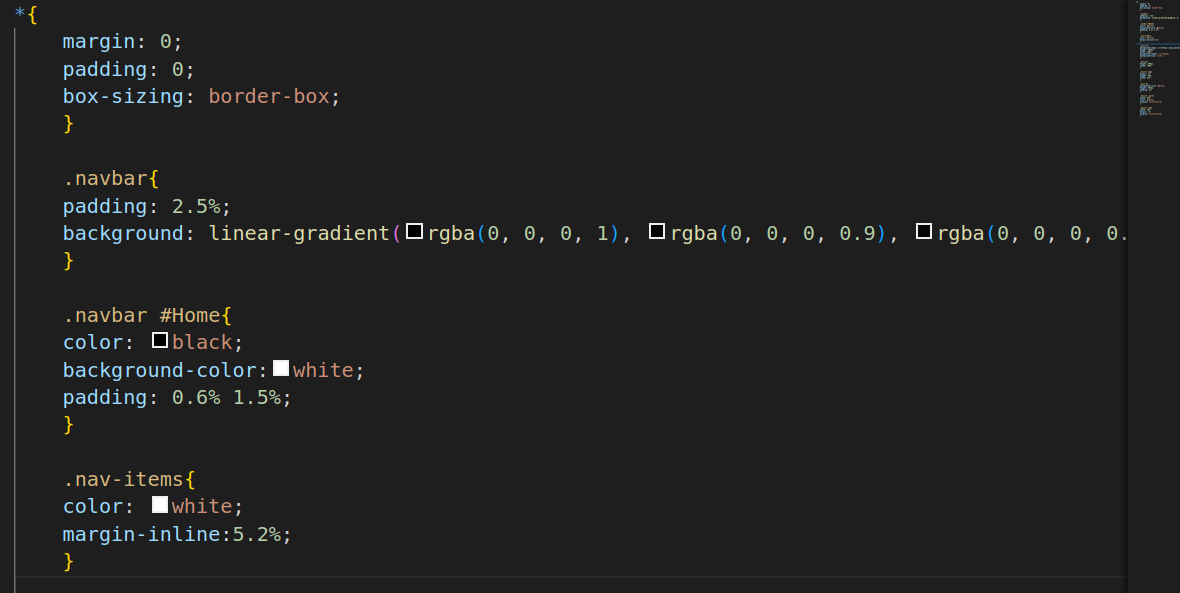 *{
margin: 0;
padding: 0;
box-sizing: border-box;
}
.navbar{
padding: 2.5%;
background: linear-gradient(rgba(0, 0, 0, 1), rgba(0, 0, 0, 0.9), rgba(0, 0, 0, 0.
}
.navbar #Home{
color: black;
background-color:white;
padding: 0.6% 1.5%;
}
.nav-items{
color: white;
margin-inline:5.2%;
}